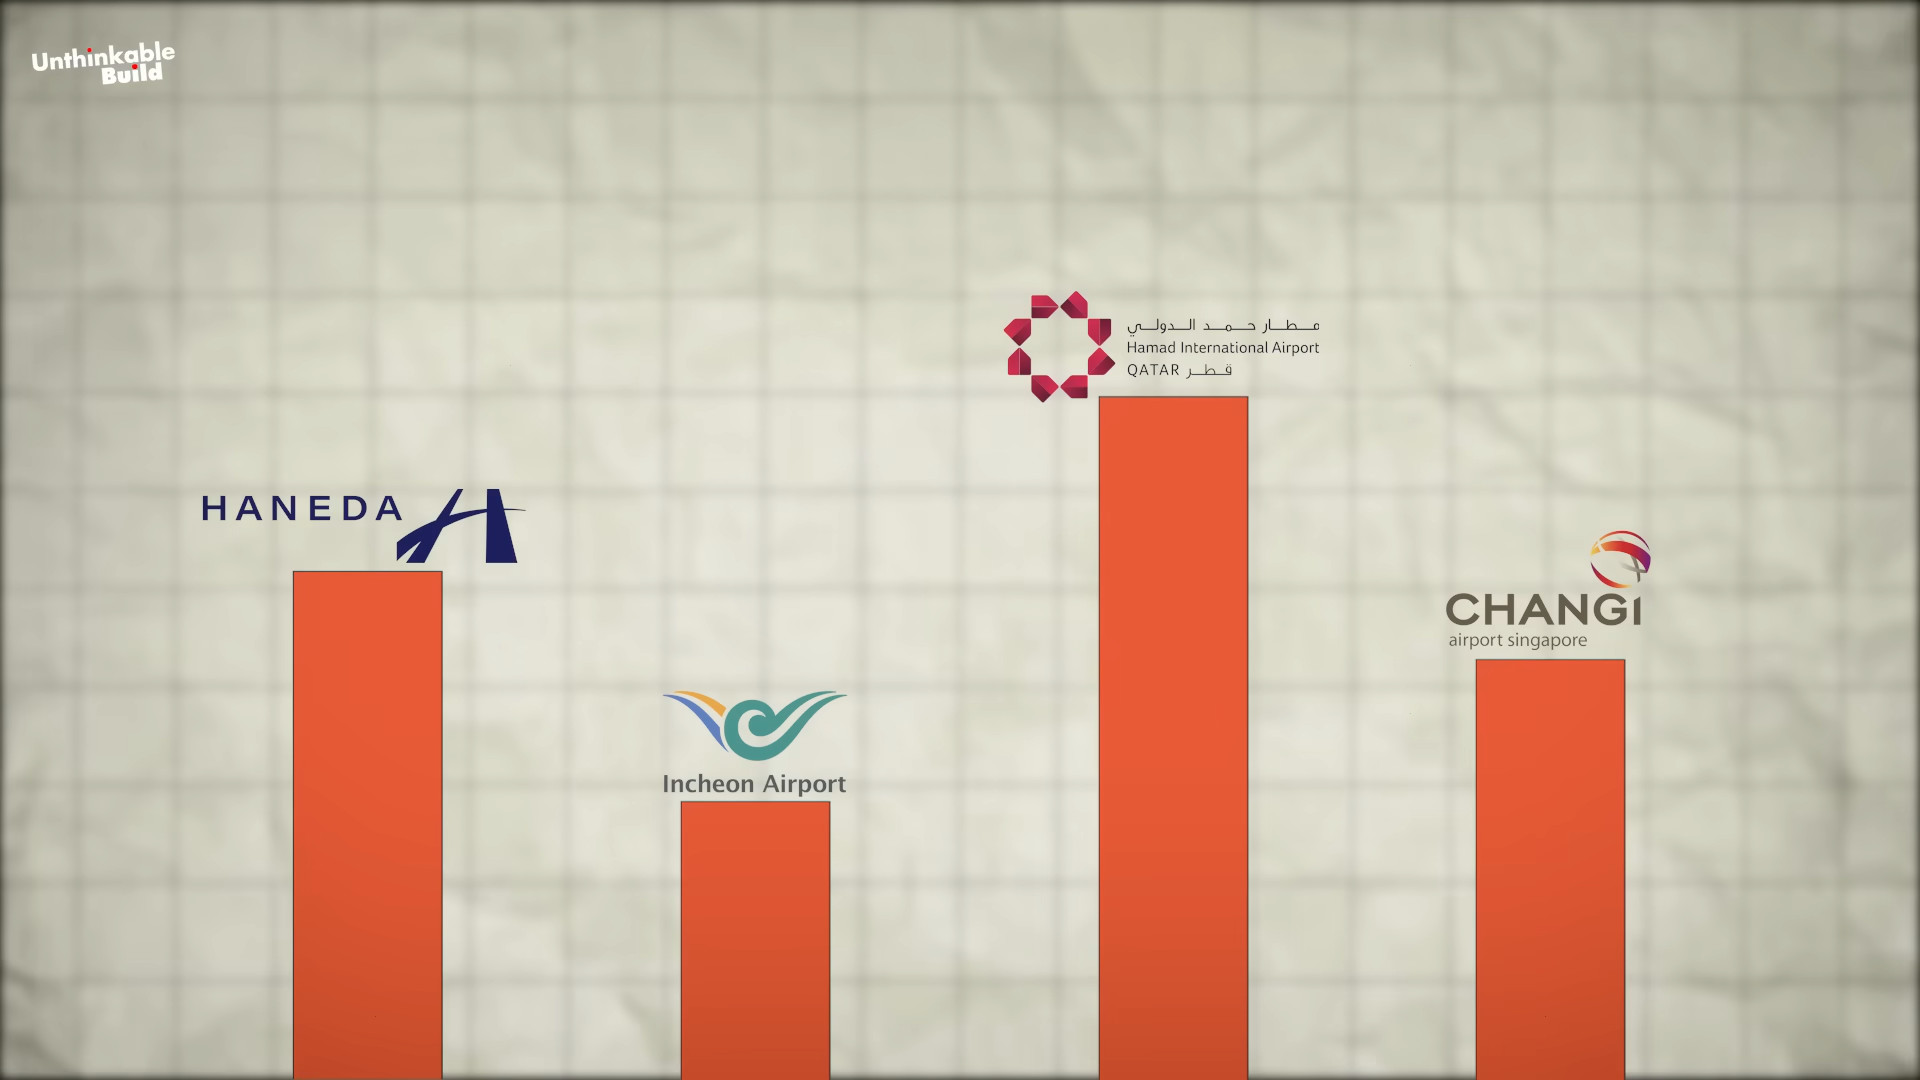 Unthinkable
Build
مطار حمد الدولي
Hamad International Airport
QATAR قطر
HANEDA
CHANGI
airport singapore
Incheon Airport